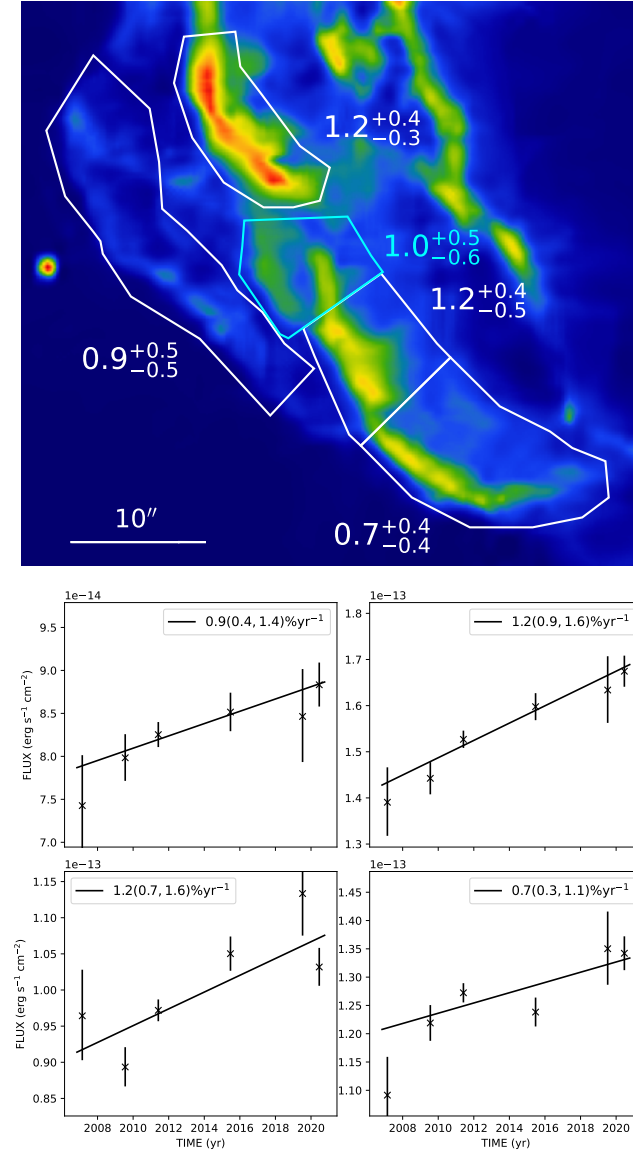 1.2+0.4−0.3
1.0+0.5−0.6
1.2+0.4−0.5
0.9+0.5−0.5
10″
0.7+0.4−0.4
1e−14
0.9(0.4, 1.4)%yr−1
9.5
9.0
8.5
8.0
7.5
7.0
FLUX (erg s−1 cm−2)
1e−13
1.2(0.9, 1.6)%yr−1
1.8
1.7
1.6
1.5
1.4
1.3
1e−13
1.2(0.7, 1.6)%yr−1
1.15
1.10
1.05
1.00
0.95
0.90
0.85
FLUX (erg s−1 cm−2)
2008 2010 2012 2014 2016 2018 2020
TIME (yr)
1e−13
0.7(0.3, 1.1)%yr−1
1.45
1.40
1.35
1.30
1.25
1.20
1.15
1.10
2008 2010 2012 2014 2016 2018 2020
TIME (yr)